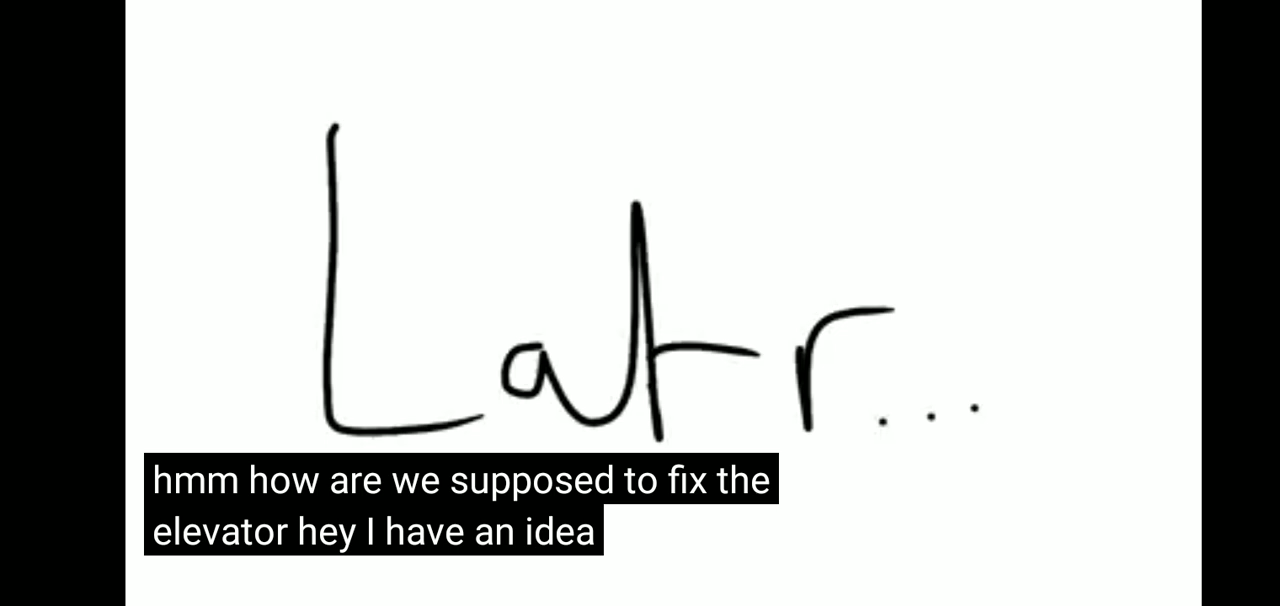 Latr...
hmm how are we supposed to fix the
elevator hey I have an idea